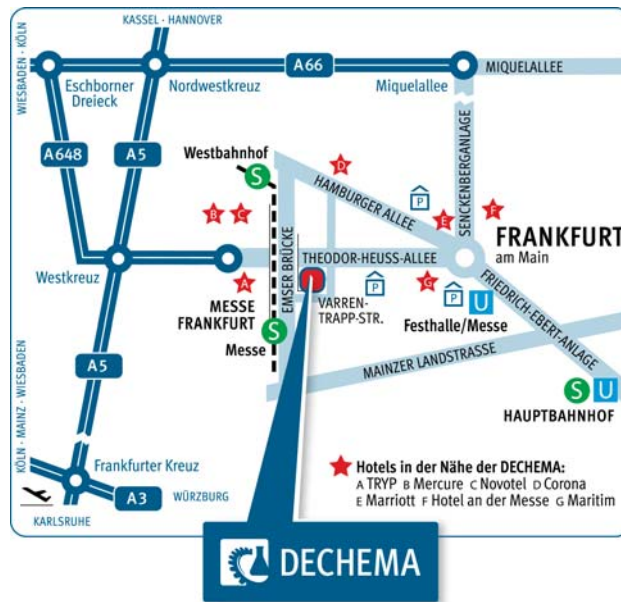 KASSEL · HANNOVER
WIESBADEN · KÖLN
A66
MIQUELALLEE
Eschborner
Dreieck
Nordwestkreuz
Miquelallee
A648
A5
Westbahnhof
S
D
HAMBURGER ALLEE
SENCKENBERGANLAGE
P
B
C
E
F
FRANKFURT
am Main
THEODOR-HEUSS-ALLEE
EMSER BRÜCKE
Westkreuz
A
MESSE
FRANKFURT
S
Messe
VARREN-
TRAPP-STR.
P
G
P
U
Festhalle/Messe
FRIEDRICH-EBERT-ANLAGE
MAINZER LANDSTRASSE
A5
S U
HAUPTBAHNHOF
KÖLN · MAINZ · WIESBADEN
Frankfurter Kreuz
A3
WÜRZBURG
KARLSRUHE
Hotels in der Nähe der DECHEMA:
A TRYP B Mercure C Novotel D Corona
E Marriott F Hotel an der Messe G Maritim
DECHEMA